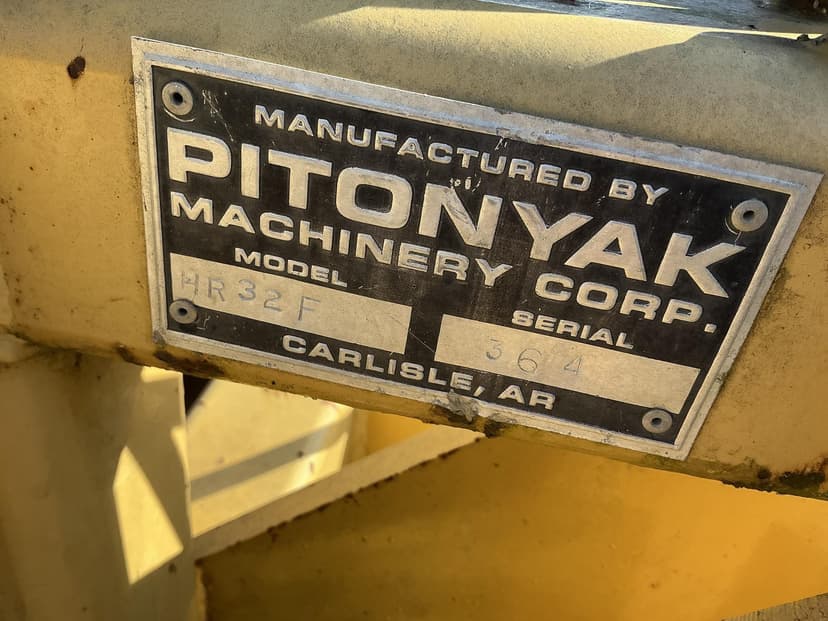 MANUFACTURED BY
PITONYAK
MACHINERY CORP.
MODEL
HR32F
SERIAL
364
CARLISLE, AR